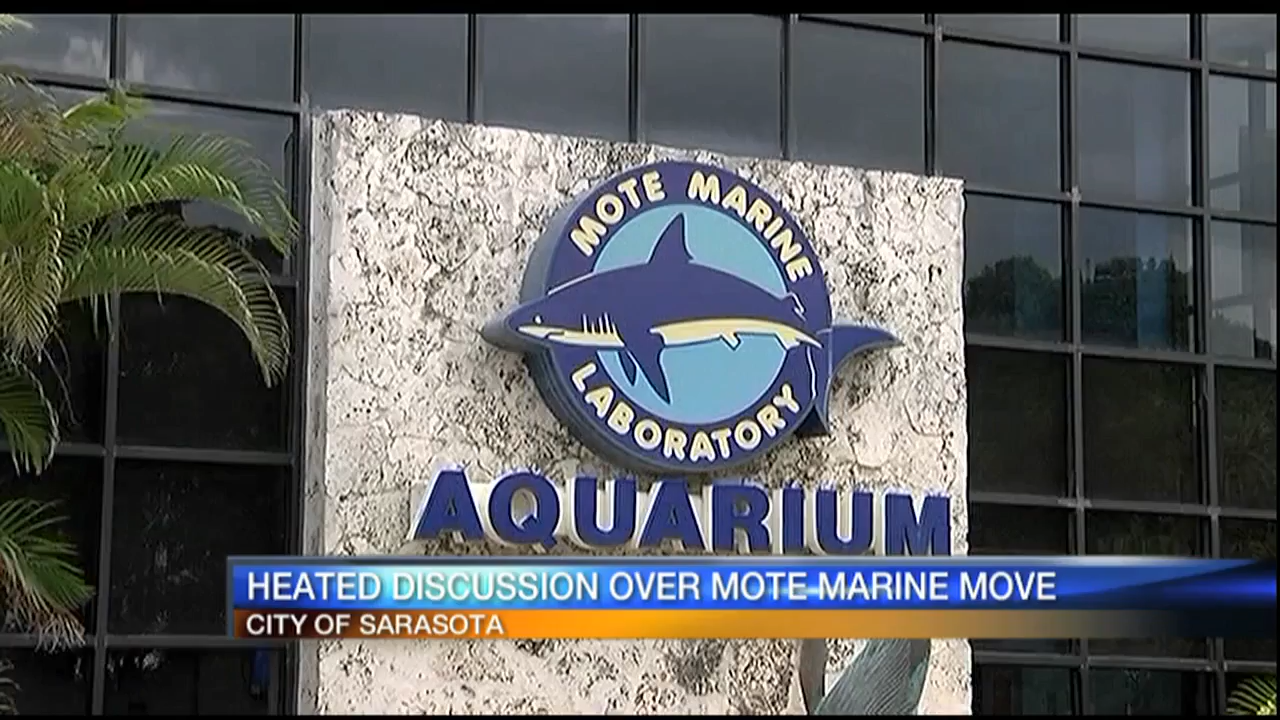 MOTE MARINE
LABORATORY
AQUARIUM
HEATED DISCUSSION OVER MOTE MARINE MOVE
CITY OF SARASOTA